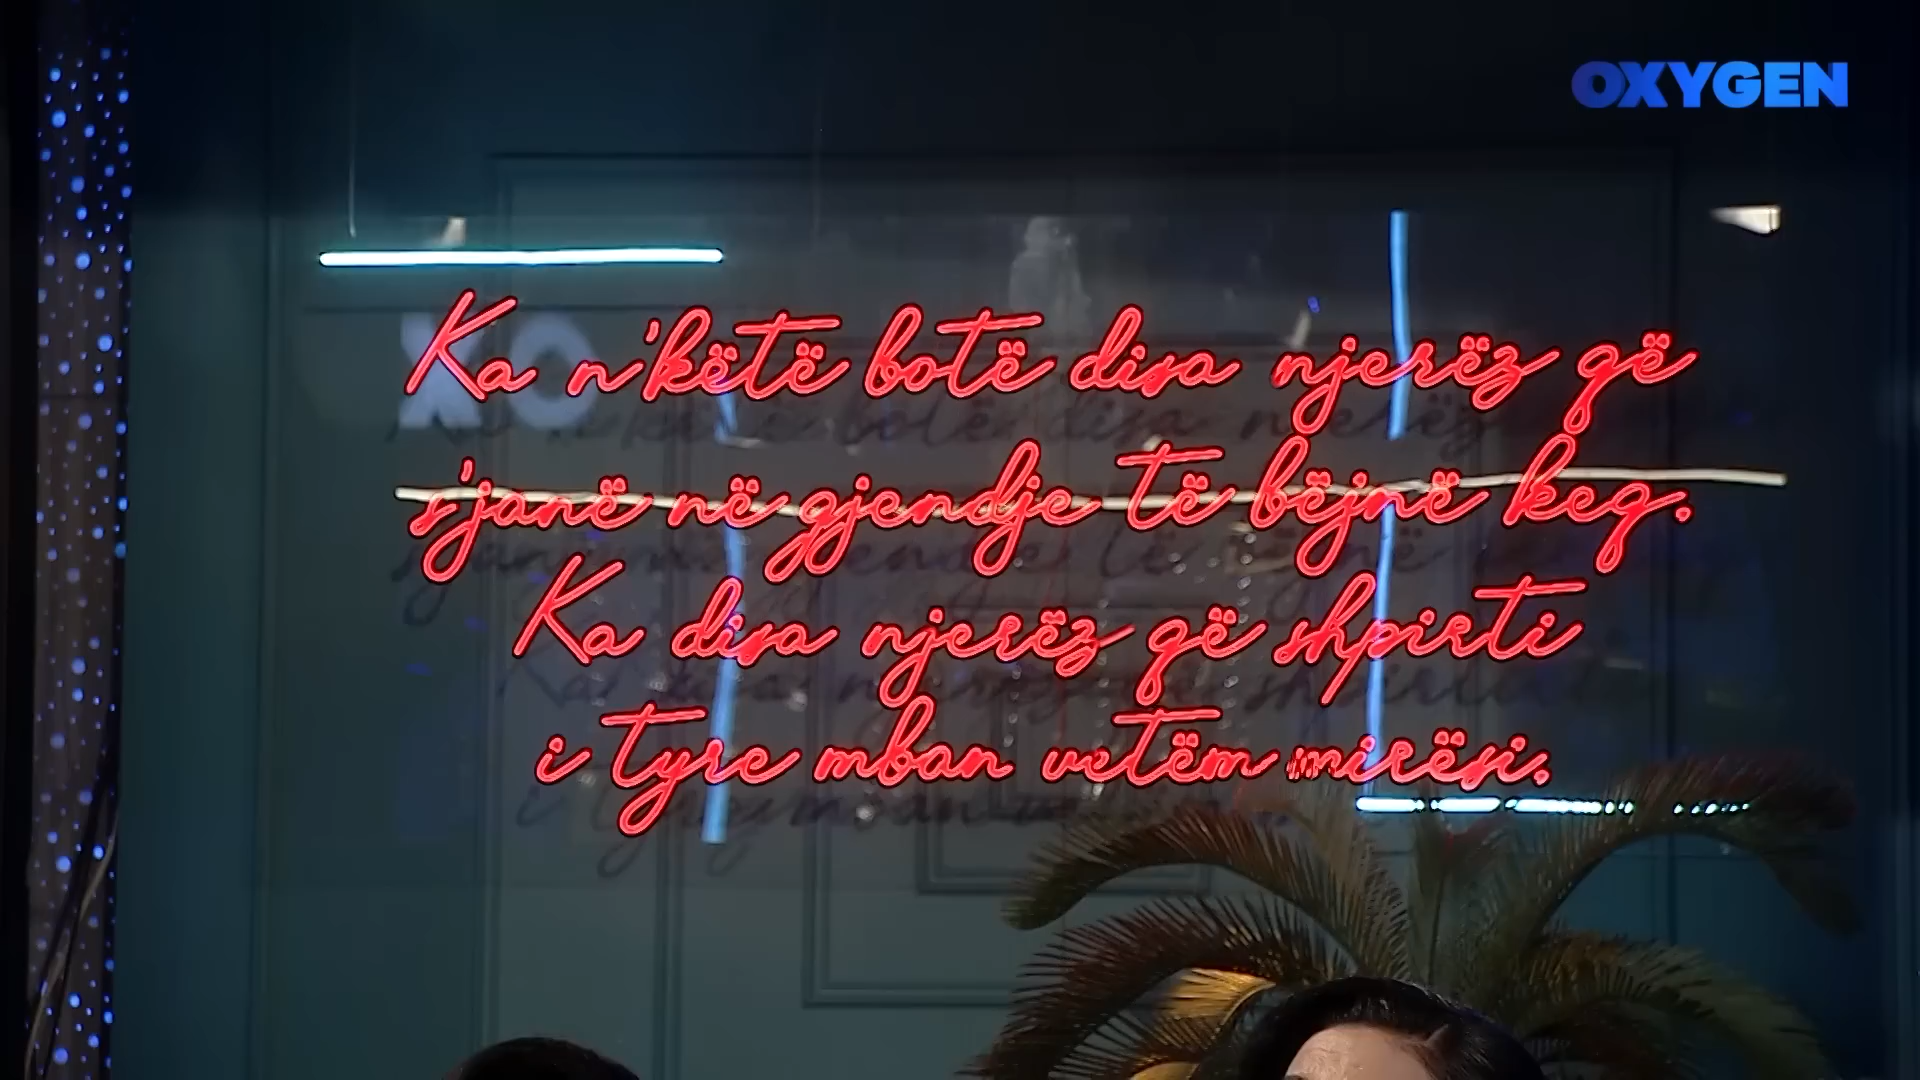 OXYGEN
Ka n'këtë botë disa njerëz që
s'janë në gjendje të bëjnë keq.
Ka disa njerëz që shpirti
i tyre mban vetëm mirësi.